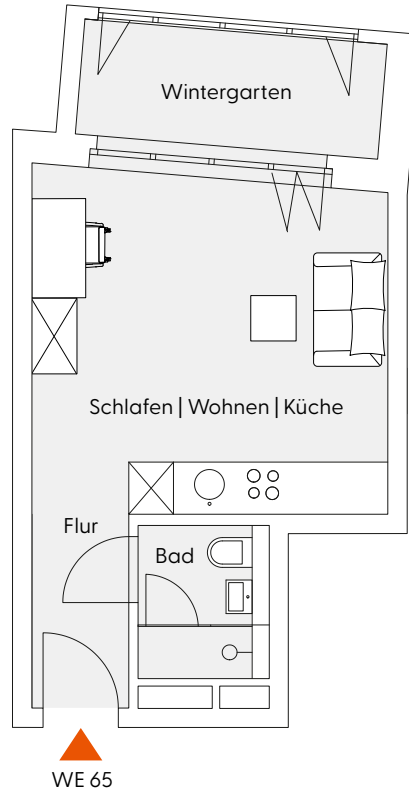 Wintergarten
Schlafen | Wohnen | Küche
Flur
Bad
WE 65